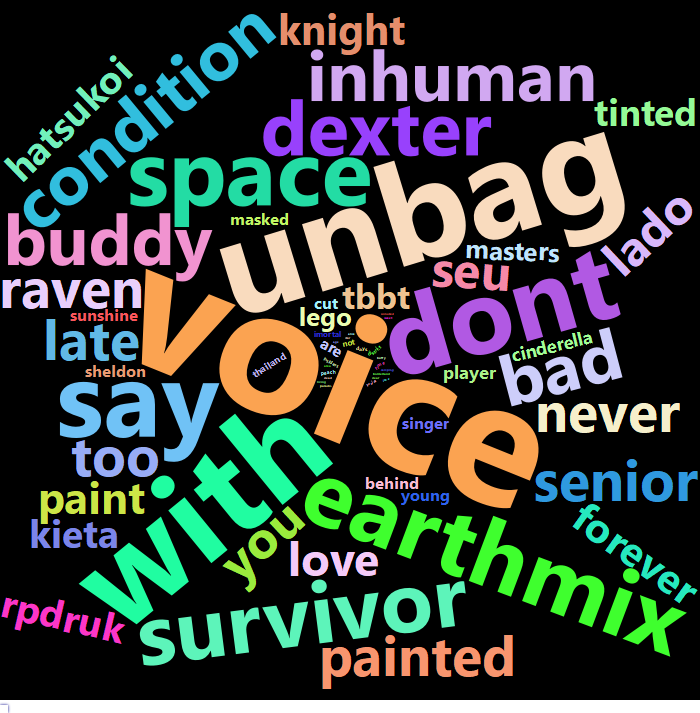 knight
hatsukoi
condition
inhuman
tinted
dexter
space
unbag
masked
buddy
lado
masters
seu
raven
tbbt
cut
dont
lego
sunshine
voice
late
not
are
cinderella
thailand
sheldon
player
bad
say
never
singer
too
with
senior
behind
young
paint
earthmix
kieta
you
forever
love
rpdruk
survivor
painted